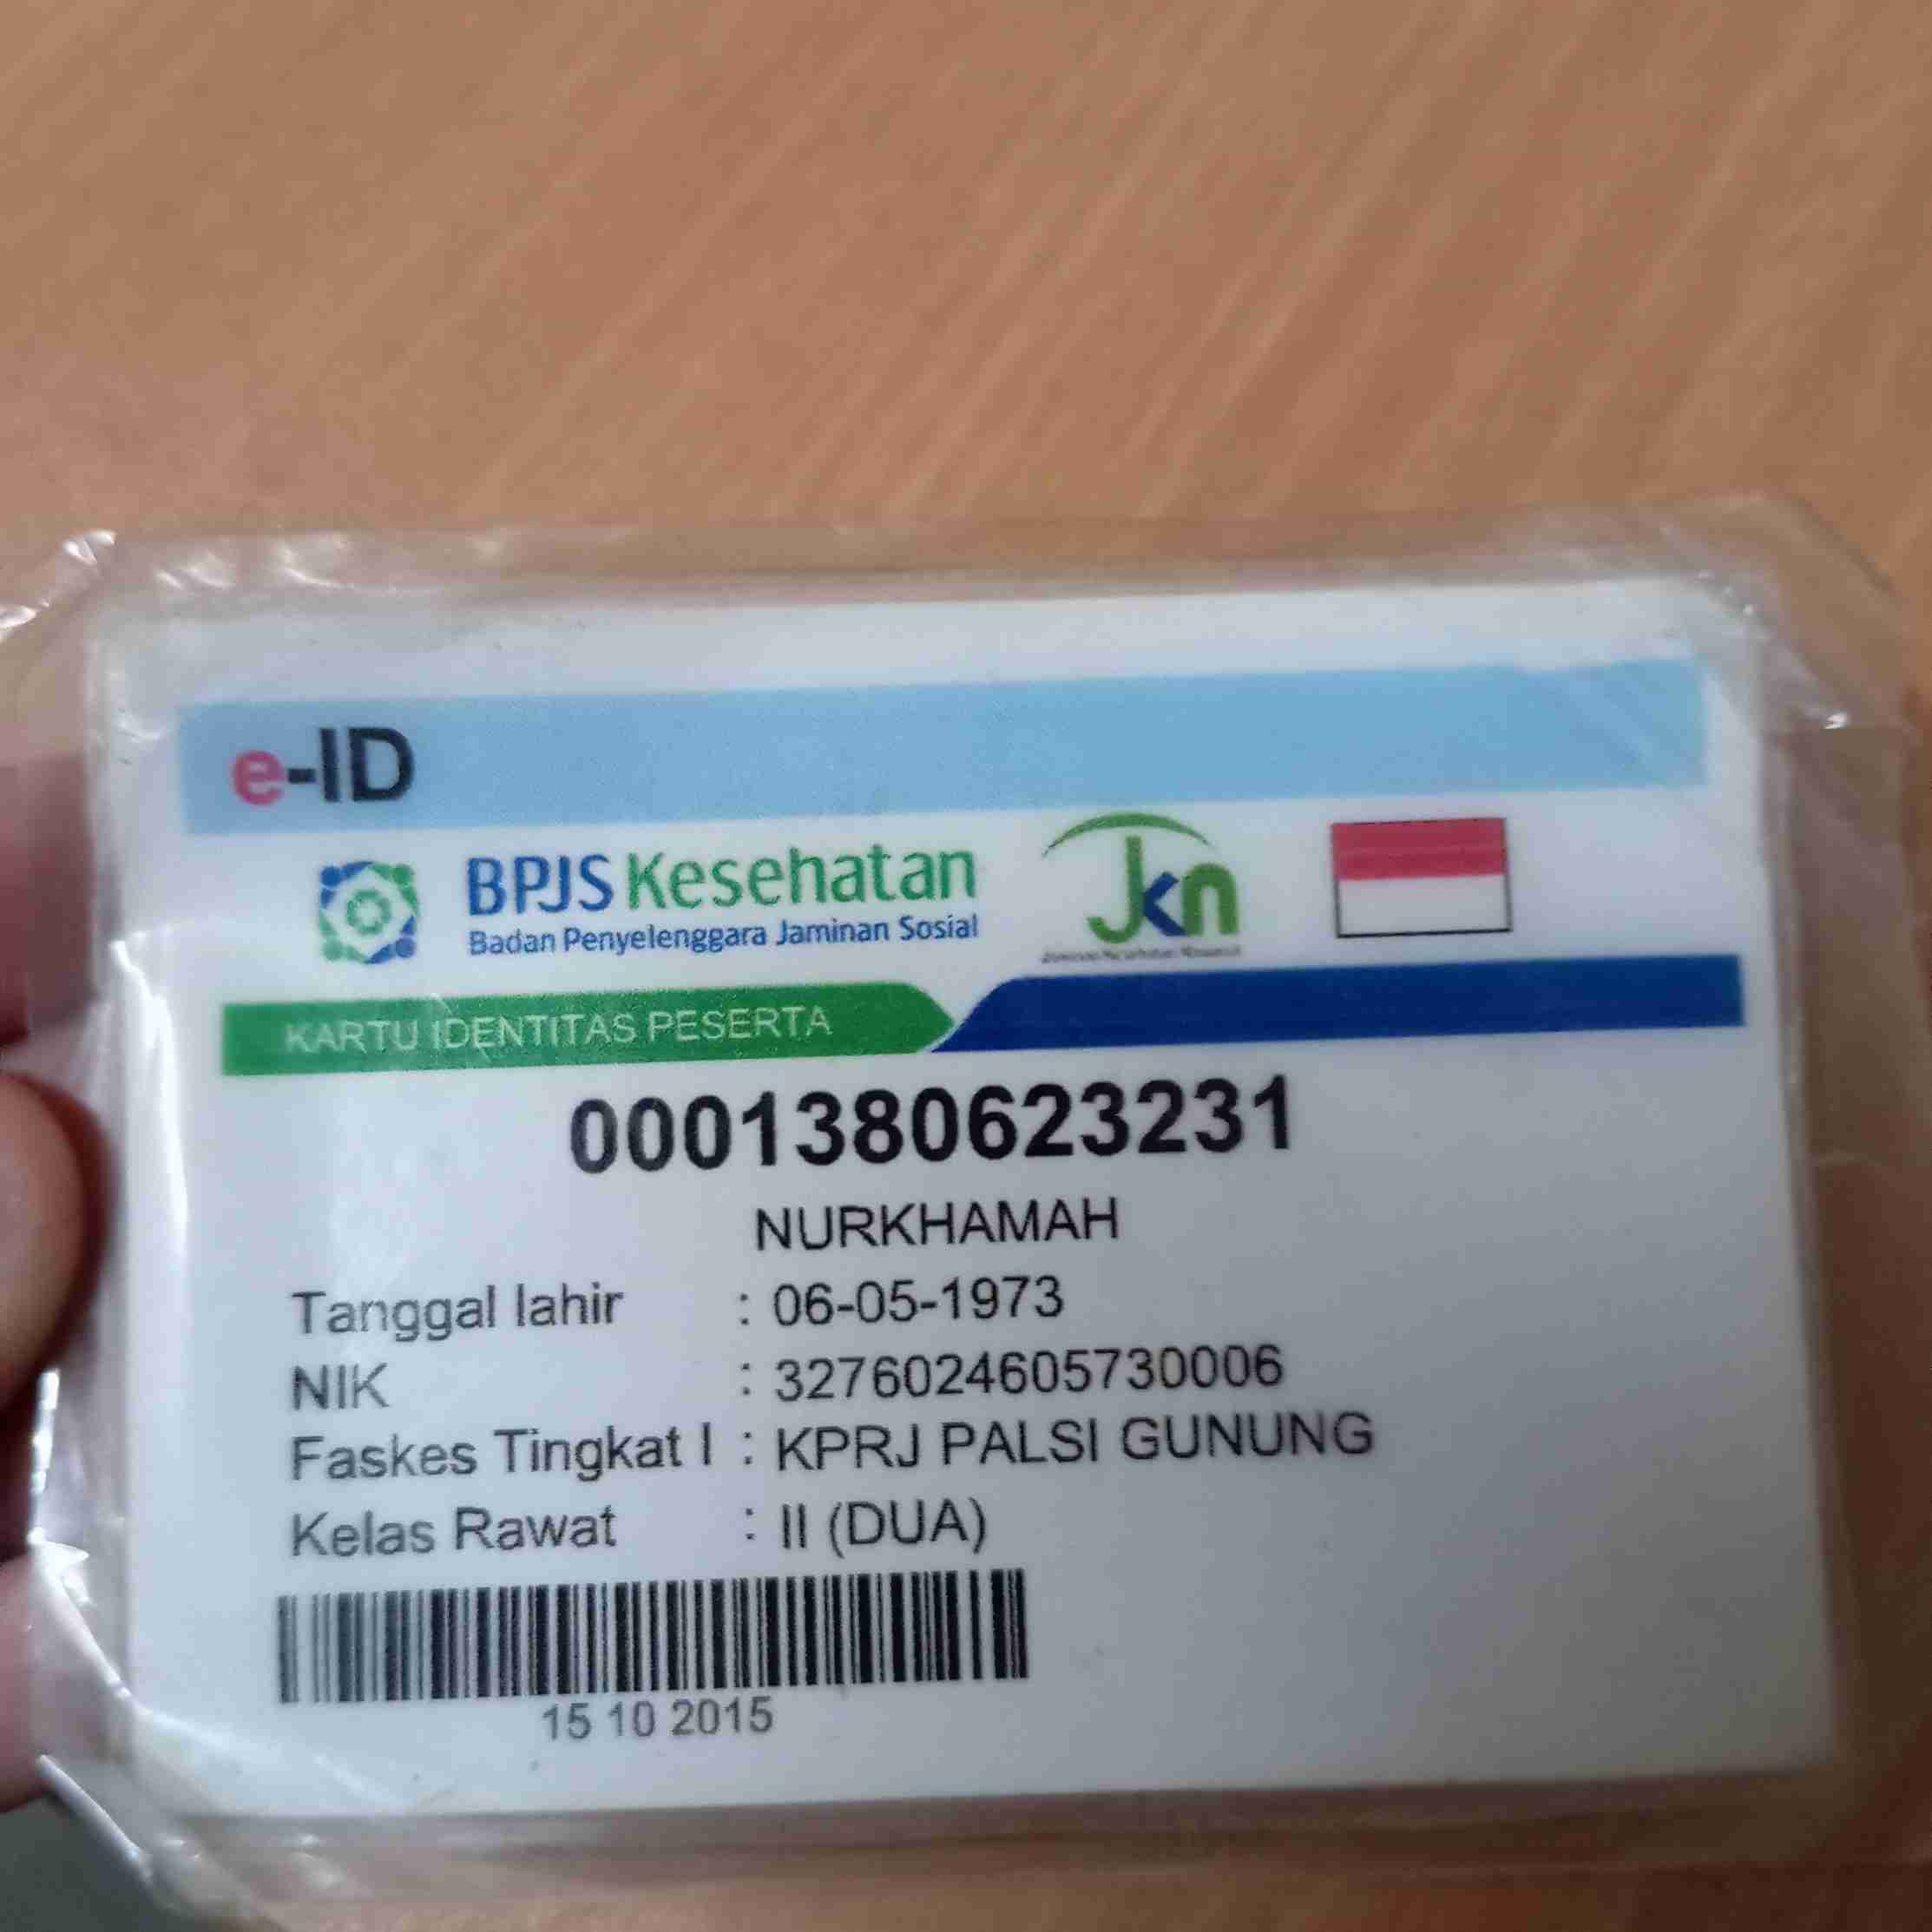 e-ID
BPJS Kesehatan
Badan Penyelenggara Jaminan Sosial
Jkn
KARTU IDENTITAS PESERTA
0001380623231
NURKHAMAH
Tanggal lahir : 06-05-1973
NIK : 3276024605730006
Faskes Tingkat I : KPRJ PALSI GUNUNG
Kelas Rawat : II (DUA)
15 10 2015